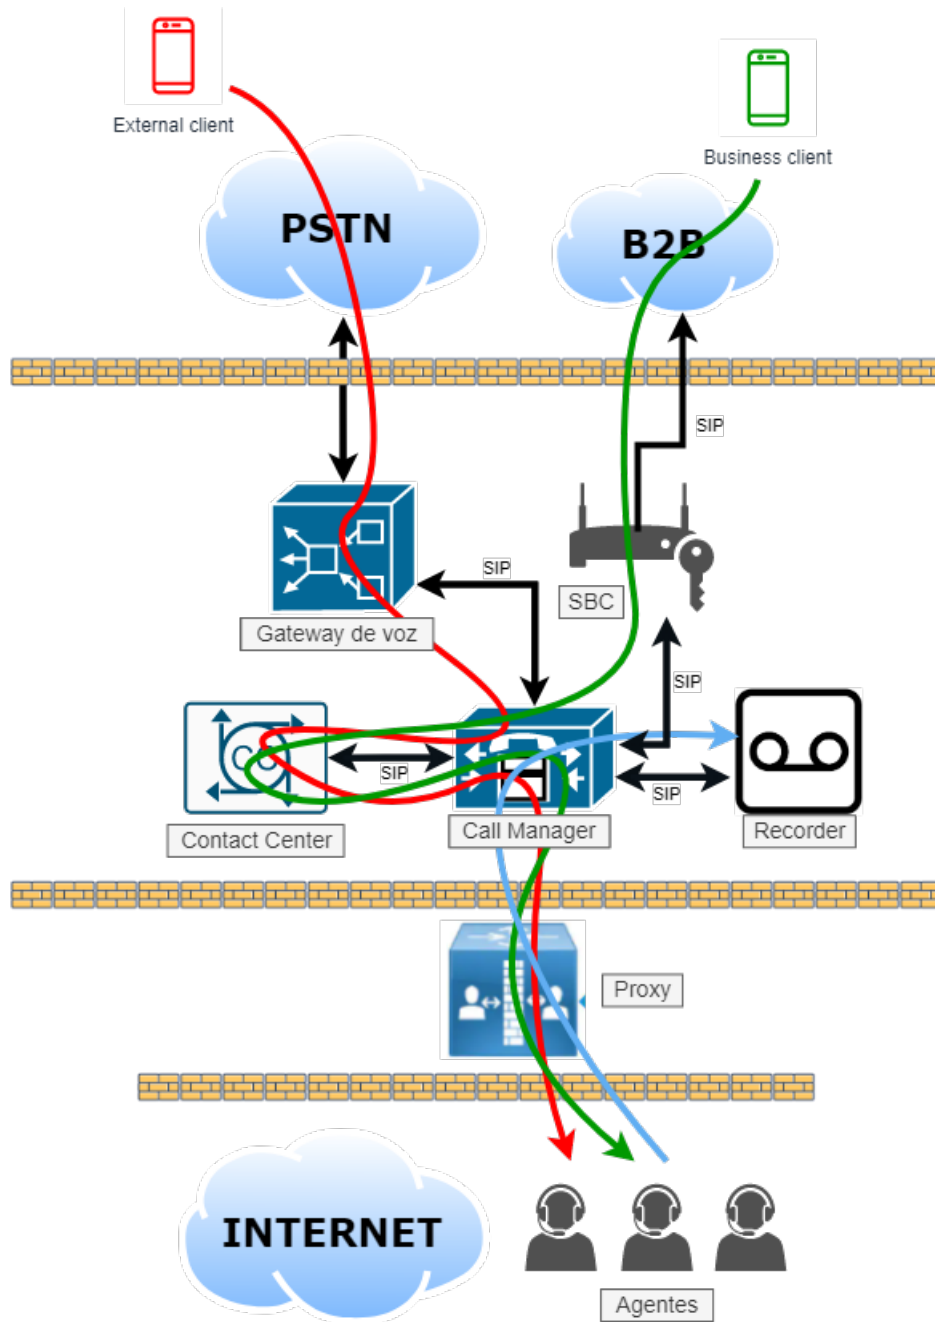 External client
Business client
PSTN
B2B
SIP
SIP
SBC
Gateway de voz
SIP
CC
SIP
SIP
Contact Center
Call Manager
Recorder
Proxy
INTERNET
Agentes